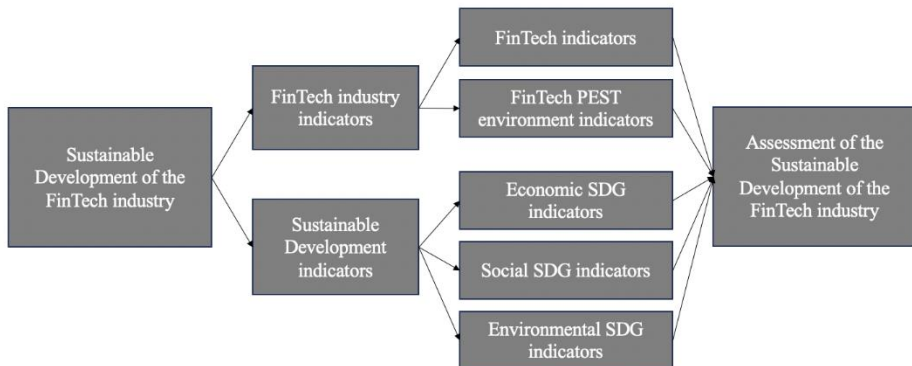 Sustainable
Development of the
FinTech industry
FinTech industry
indicators
Sustainable
Development
indicators
FinTech indicators
FinTech PEST
environment indicators
Economic SDG
indicators
Social SDG indicators
Environmental SDG
indicators
Assessment of the
Sustainable
Development of the
FinTech industry